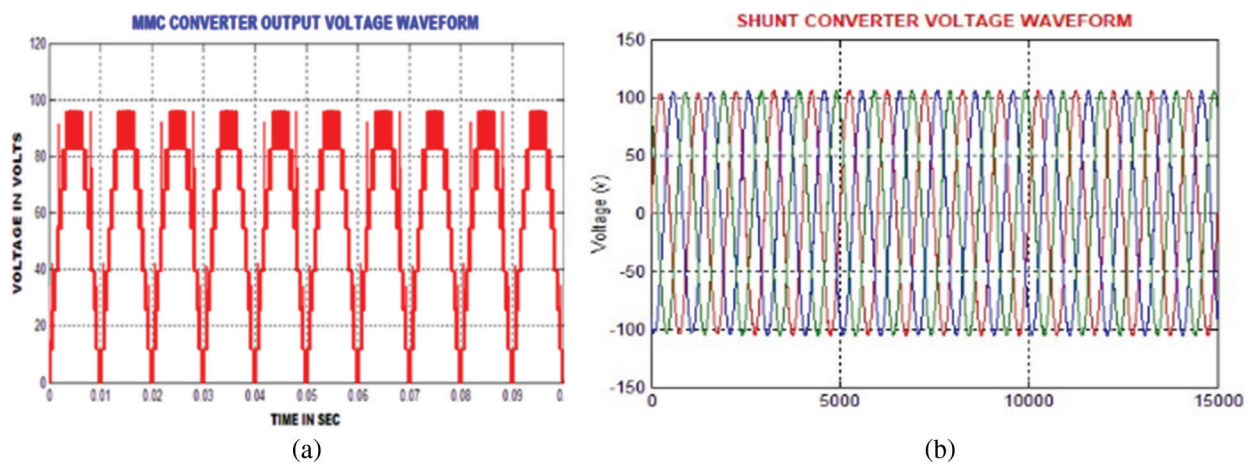 MMC CONVERTER OUTPUT VOLTAGE WAVEFORM
VOLTAGE IN VOLTS
120
100
80
60
40
20
0
0 0.01 0.02 0.03 0.04 0.05 0.06 0.07 0.08 0.09 0.
TIME IN SEC
(a)
SHUNT CONVERTER VOLTAGE WAVEFORM
Voltage (v)
150
100
50
0
-50
-100
-150
0 5000 10000 15000
(b)